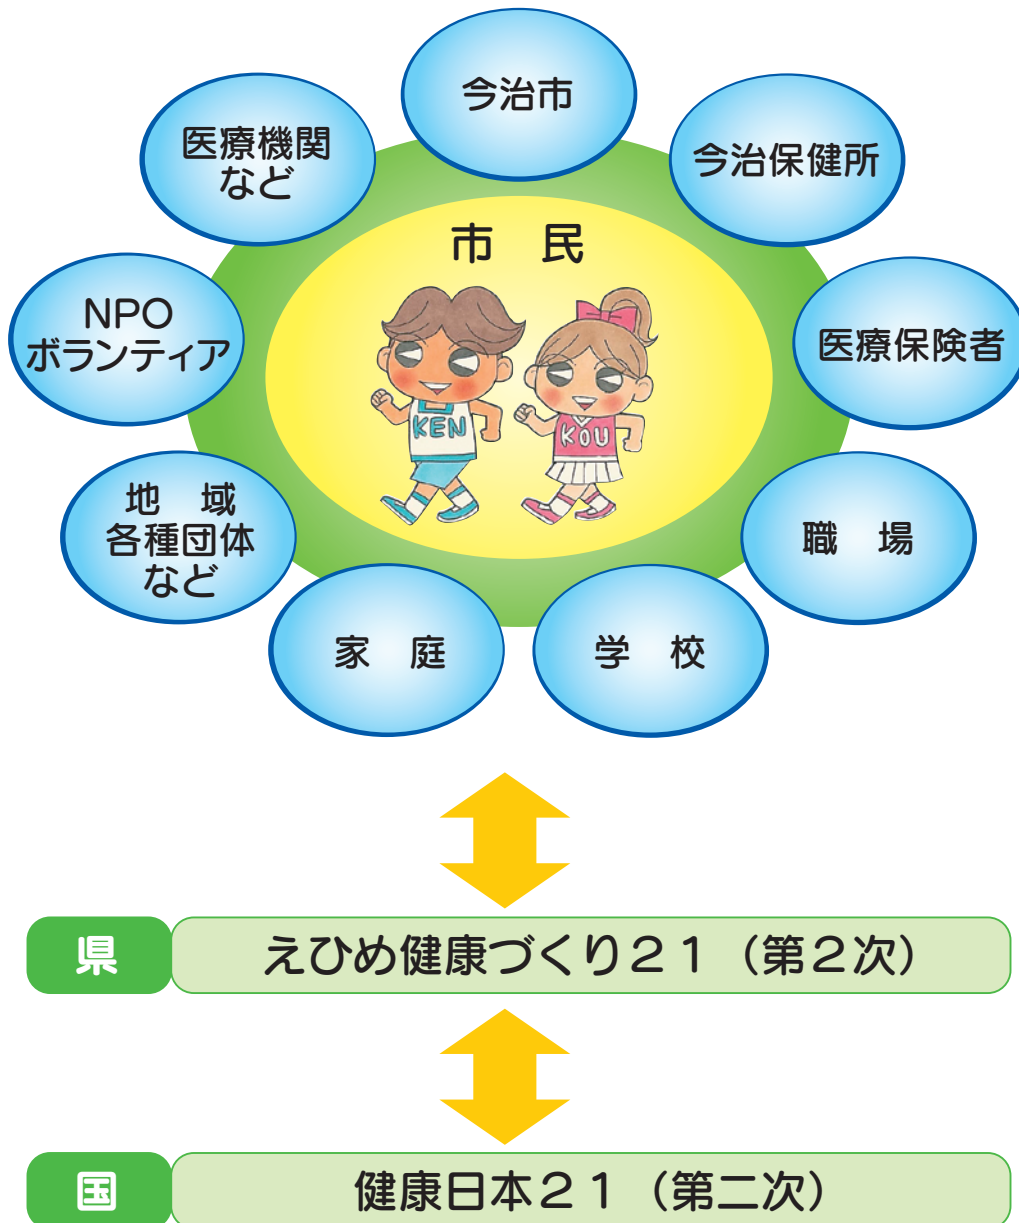 今治市
医療機関
など
今治保健所
市　民
NPO
ボランティア
医療保険者
KEN
KOU
地　域
各種団体
など
職　場
家　庭
学　校
県
えひめ健康づくり２１（第２次）
国
健康日本２１（第二次）